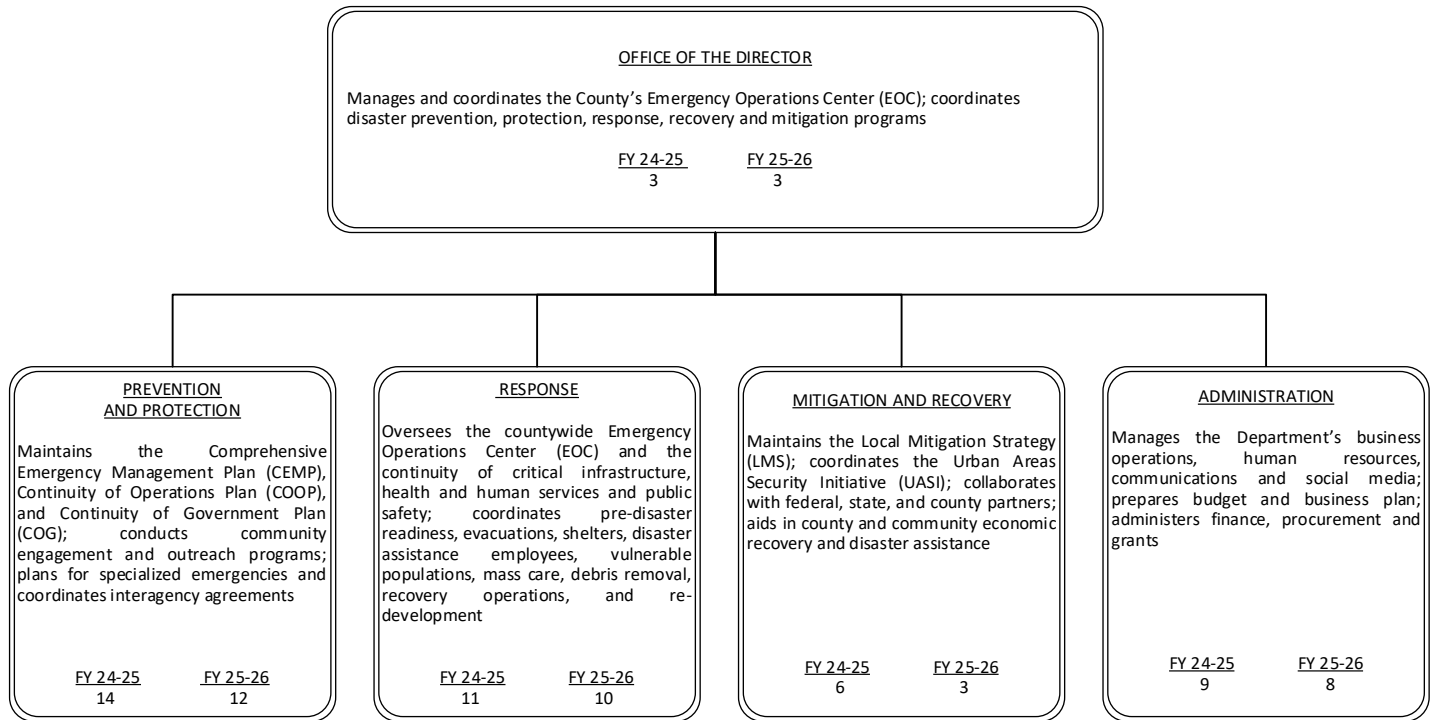 OFFICE OF THE DIRECTOR
Manages and coordinates the County’s Emergency Operations Center (EOC); coordinates
disaster prevention, protection, response, recovery and mitigation programs
FY 24-25 FY 25-26
3 3
PREVENTION
AND PROTECTION
Maintains the Comprehensive
Emergency Management Plan (CEMP),
Continuity of Operations Plan (COOP),
and Continuity of Government Plan
(COG); conducts community
engagement and outreach programs;
plans for specialized emergencies and
coordinates interagency agreements
FY 24-25 FY 25-26
14 12
RESPONSE
Oversees the countywide Emergency
Operations Center (EOC) and the
continuity of critical infrastructure,
health and human services and public
safety; coordinates pre-disaster
readiness, evacuations, shelters, disaster
assistance employees, vulnerable
populations, mass care, debris removal,
recovery operations, and re-
development
FY 24-25 FY 25-26
11 10
MITIGATION AND RECOVERY
Maintains the Local Mitigation Strategy
(LMS); coordinates the Urban Areas
Security Initiative (UASI); collaborates
with federal, state, and county partners;
aids in county and community economic
recovery and disaster assistance
FY 24-25 FY 25-26
6 3
ADMINISTRATION
Manages the Department’s business
operations, human resources,
communications and social media;
prepares budget and business plan;
administers finance, procurement and
grants
FY 24-25 FY 25-26
9 8